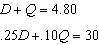 D + Q = 4.80
.25D + .10Q = 30